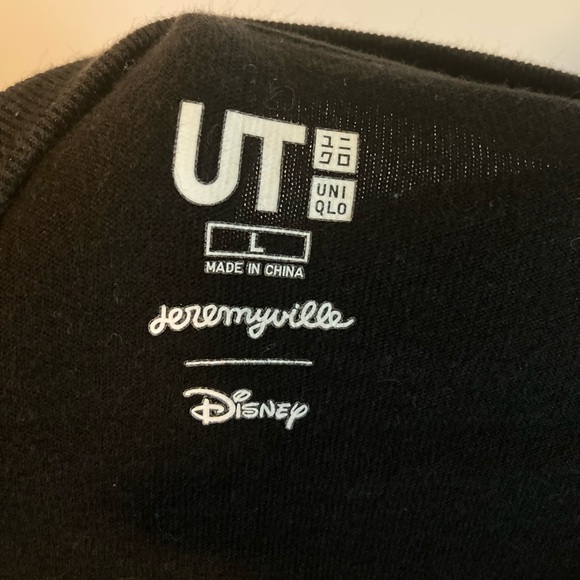 UT
ユニ
クロ
UNI
QLO
L
MADE IN CHINA
jeremyville
Disney